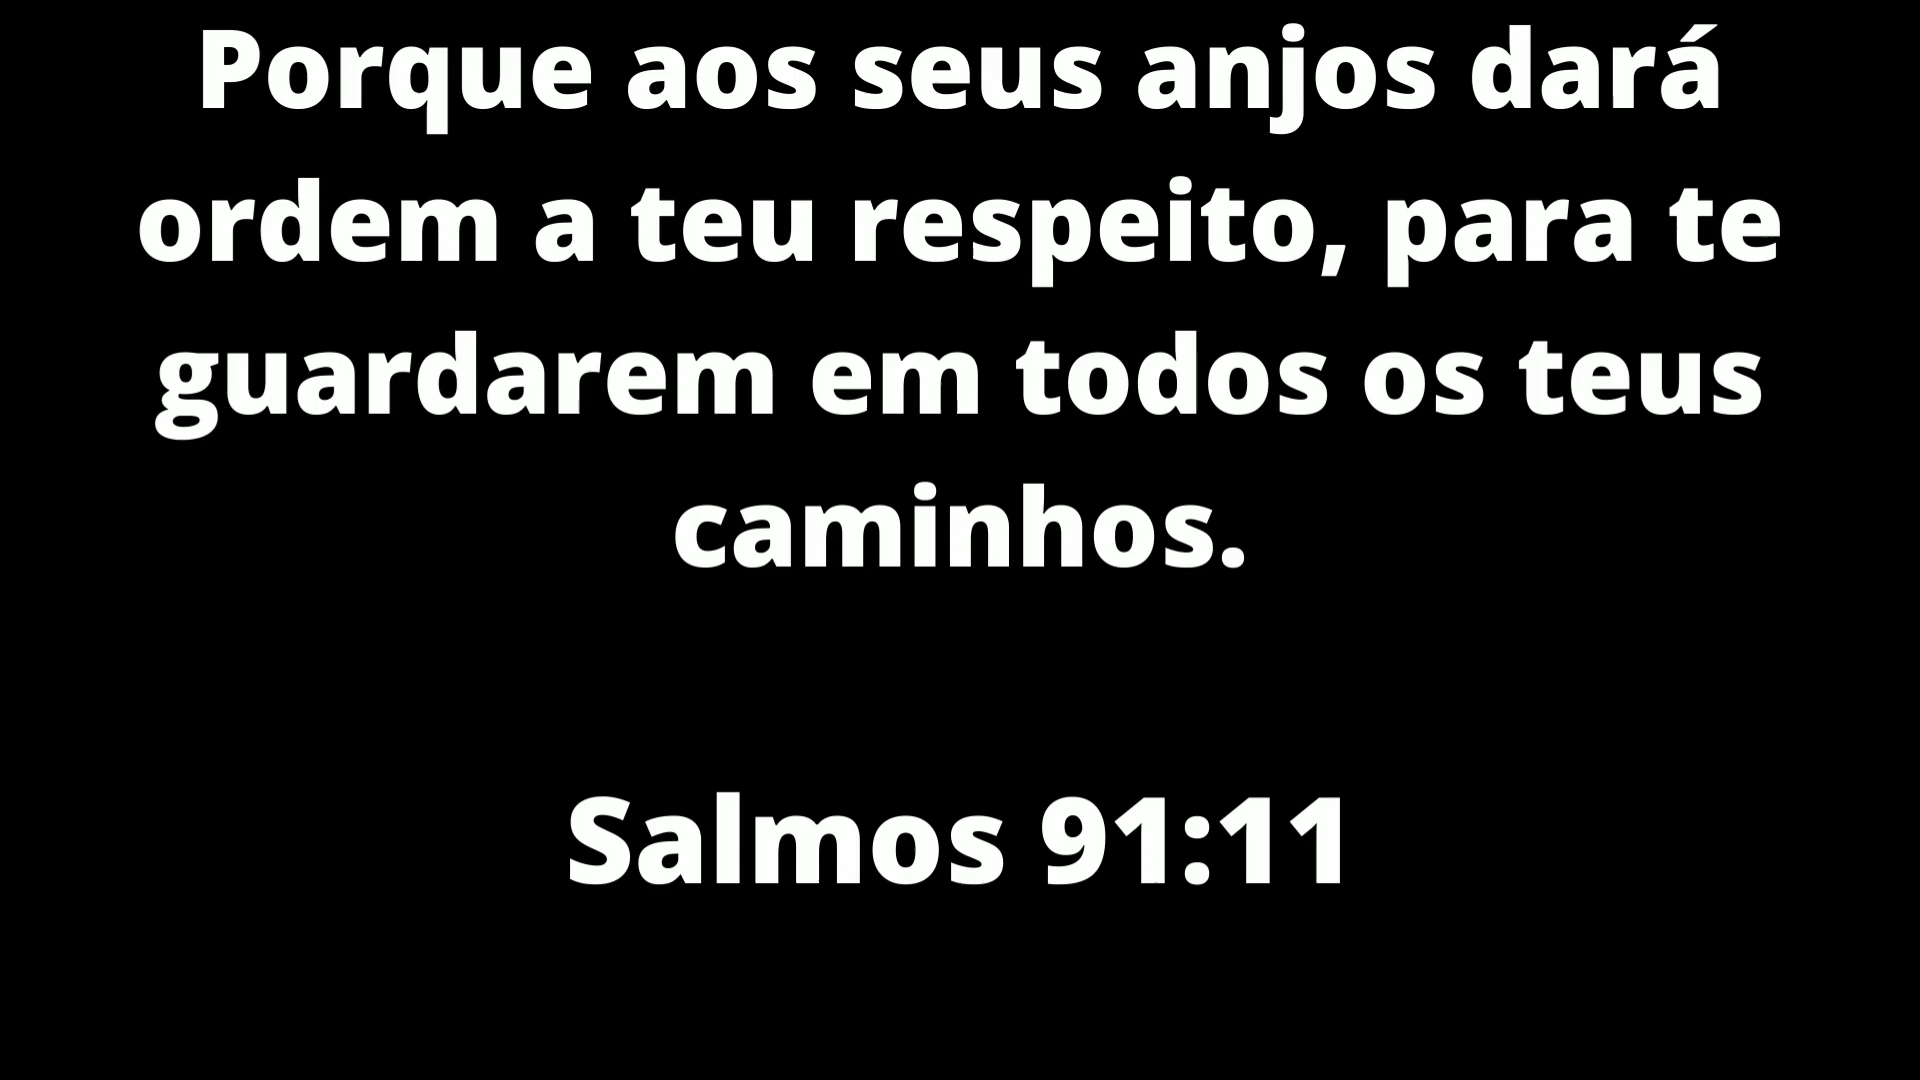 Porque aos seus anjos dará
ordem a teu respeito, para te
guardarem em todos os teus
caminhos.
Salmos 91:11